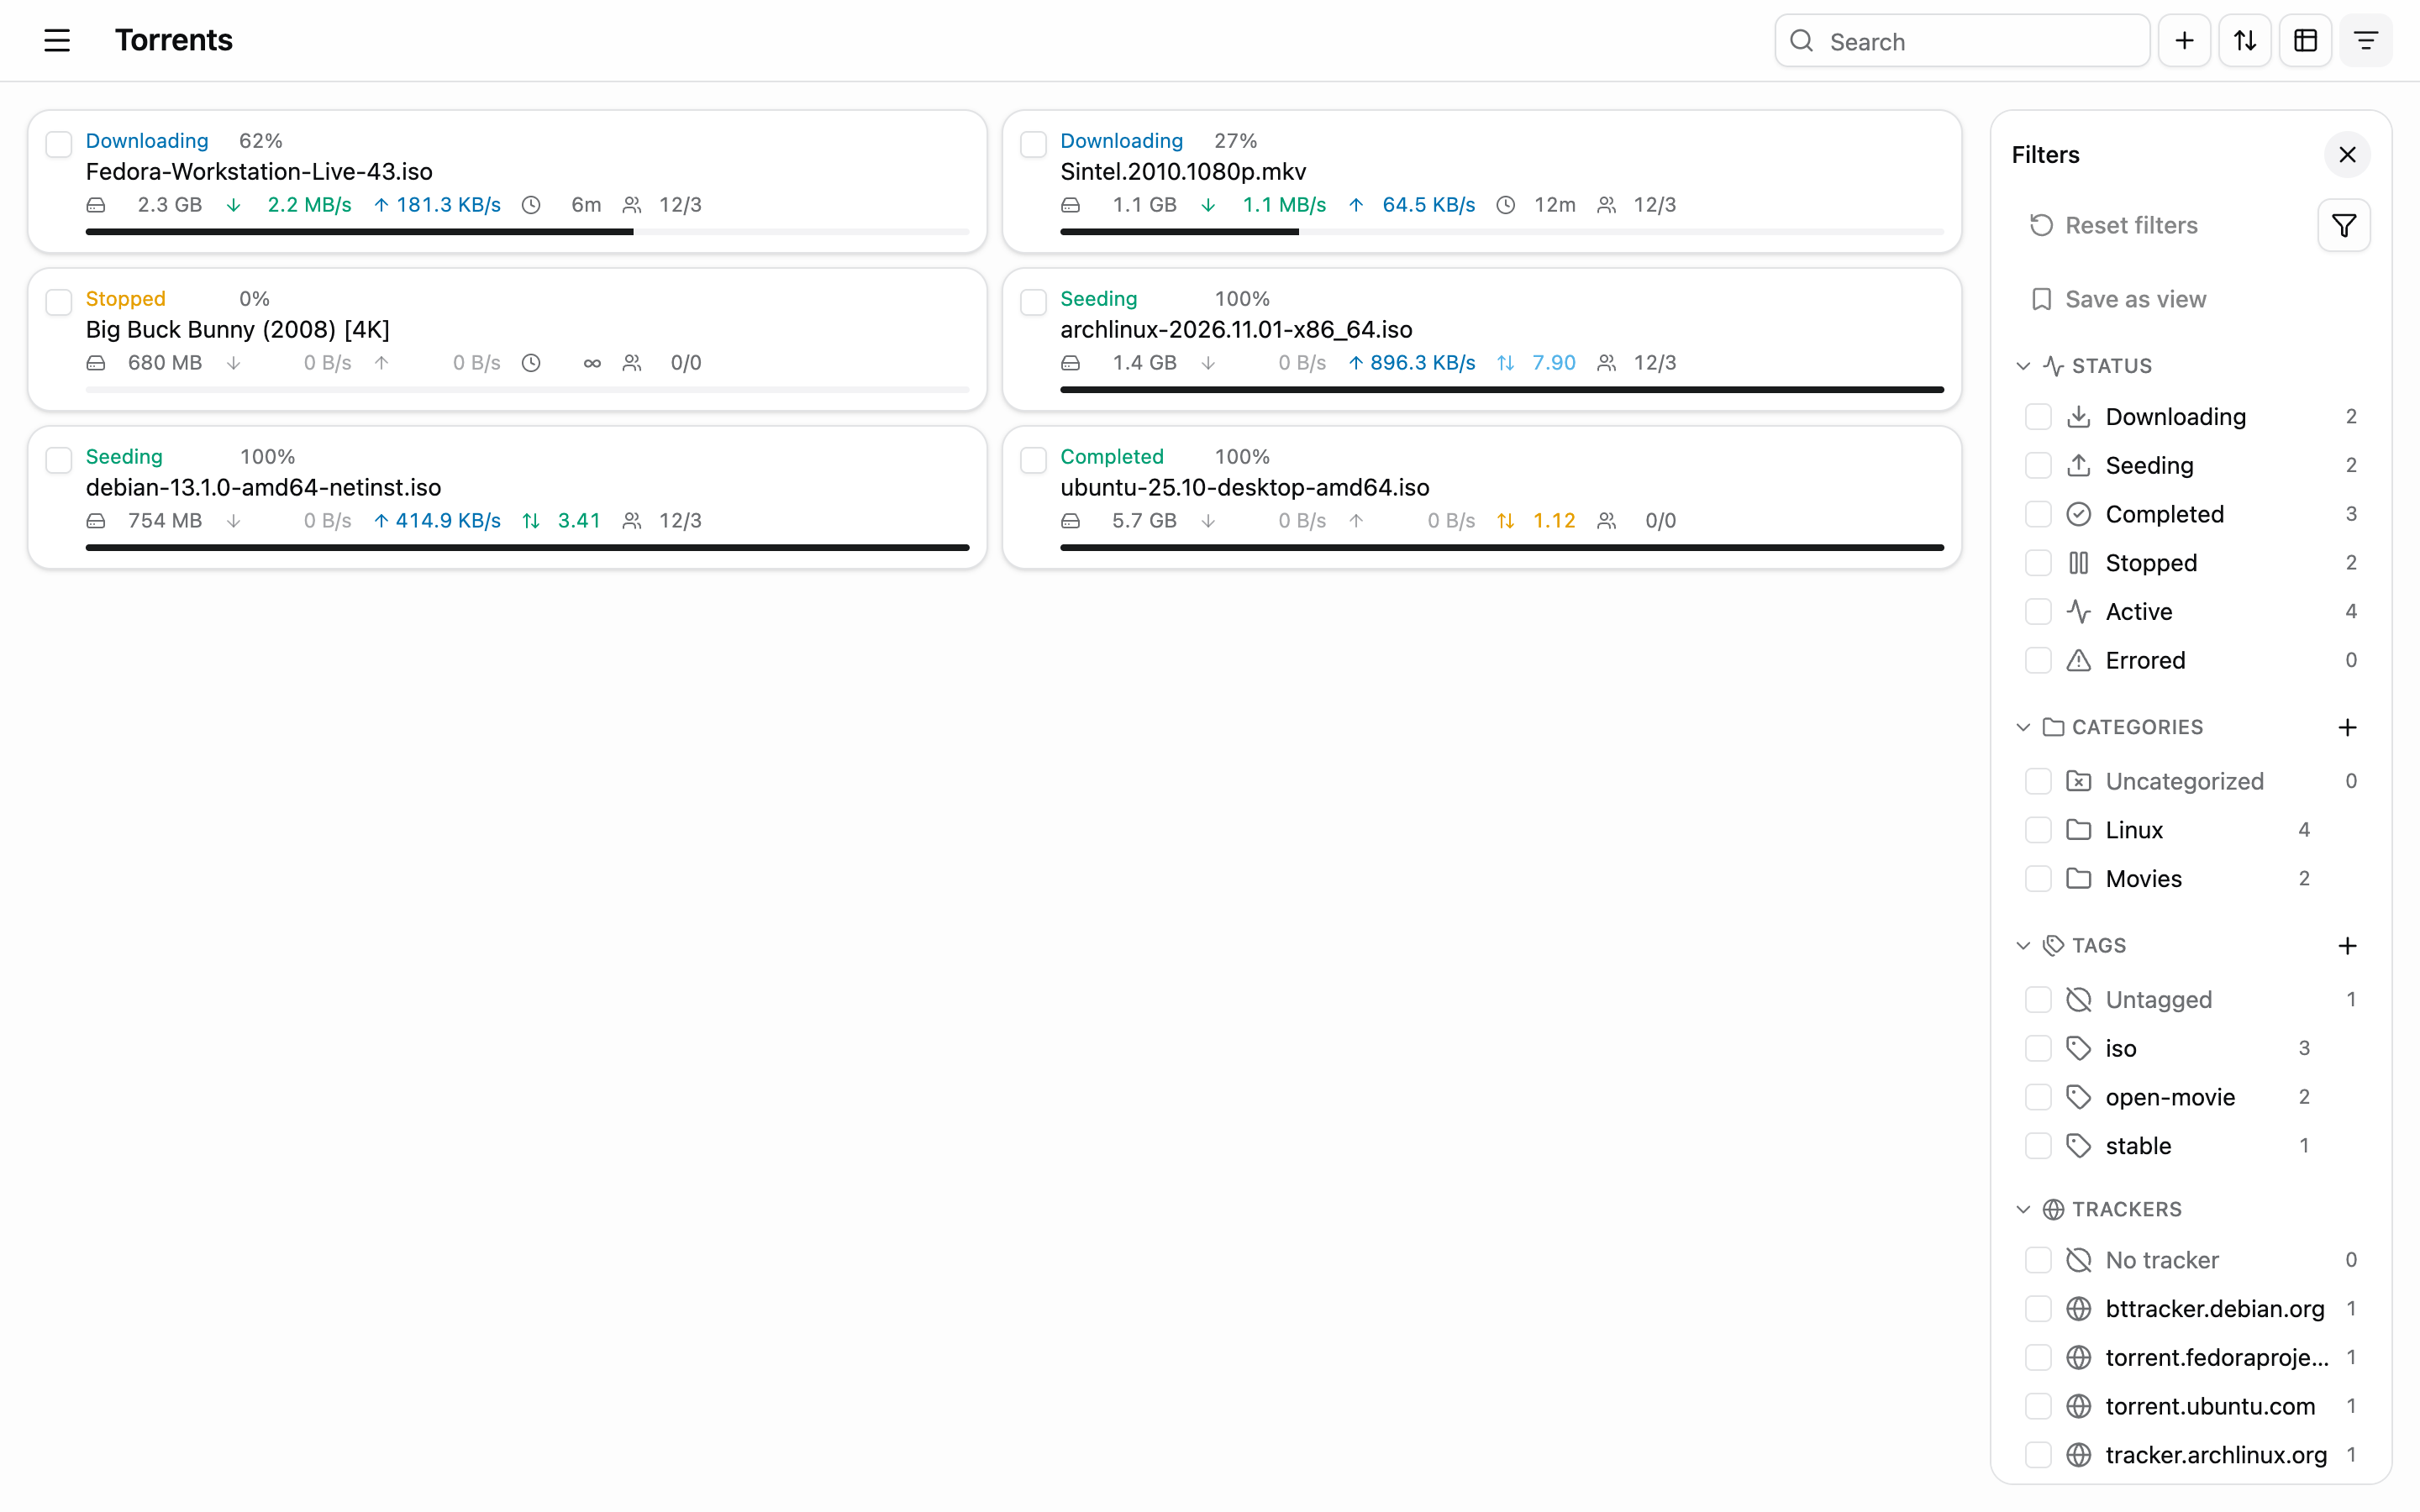 Torrents
Search
Downloading 62%
Fedora-Workstation-Live-43.iso
2.3 GB 2.2 MB/s 181.3 KB/s 6m 12/3
Downloading 27%
Sintel.2010.1080p.mkv
1.1 GB 1.1 MB/s 64.5 KB/s 12m 12/3
Stopped 0%
Big Buck Bunny (2008) [4K]
680 MB 0 B/s 0 B/s ∞ 0/0
Seeding 100%
archlinux-2026.11.01-x86_64.iso
1.4 GB 0 B/s 896.3 KB/s 7.90 12/3
Seeding 100%
debian-13.1.0-amd64-netinst.iso
754 MB 0 B/s 414.9 KB/s 3.41 12/3
Completed 100%
ubuntu-25.10-desktop-amd64.iso
5.7 GB 0 B/s 0 B/s 1.12 0/0
Filters
Reset filters
Save as view
STATUS
Downloading 2
Seeding 2
Completed 3
Stopped 2
Active 4
Errored 0
CATEGORIES
Uncategorized 0
Linux 4
Movies 2
TAGS
Untagged 1
iso 3
open-movie 2
stable 1
TRACKERS
No tracker 0
bttracker.debian.org 1
torrent.fedoraproje... 1
torrent.ubuntu.com 1
tracker.archlinux.org 1